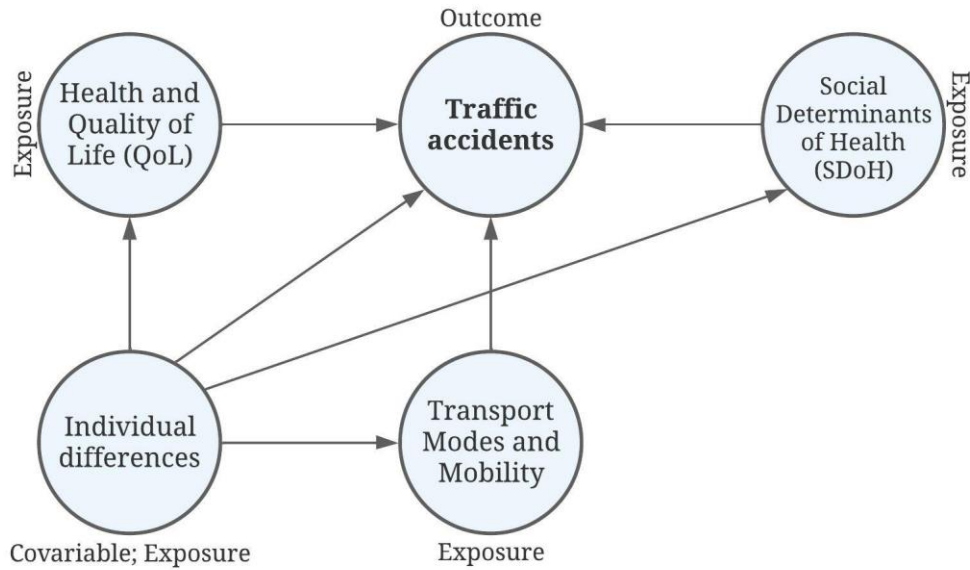 Outcome
Exposure
Health and
Quality of
Life (QoL)
Traffic
accidents
Social
Determinants
of Health
(SDoH)
Exposure
Individual
differences
Transport
Modes and
Mobility
Covariable; Exposure
Exposure